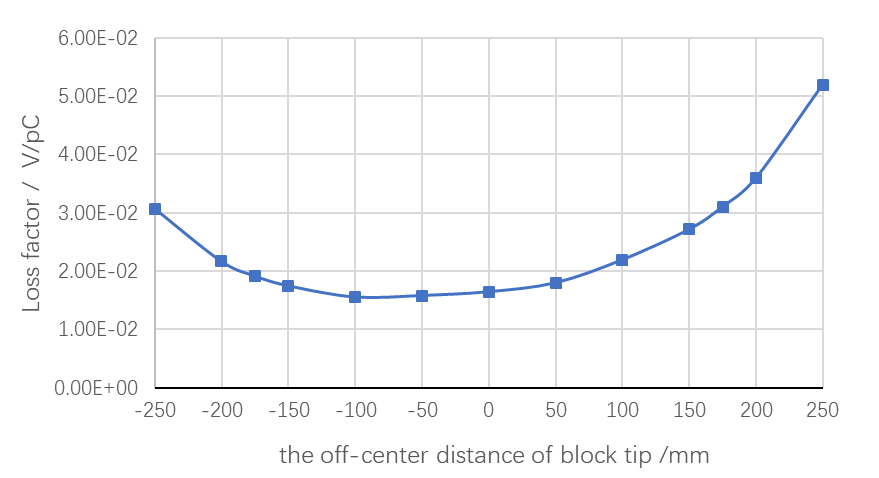 6.00E-02
5.00E-02
4.00E-02
3.00E-02
2.00E-02
1.00E-02
0.00E+00
Loss factor / V/pC
-250 -200 -150 -100 -50 0 50 100 150 200 250
the off-center distance of block tip /mm